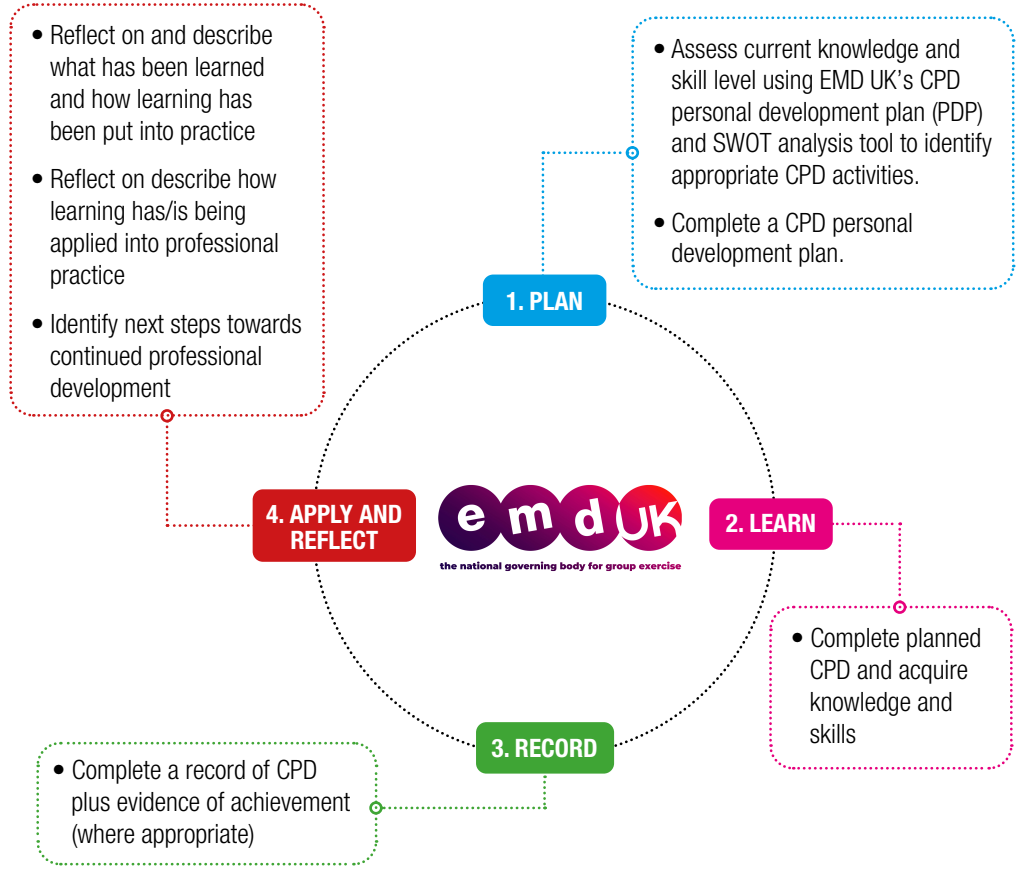 • Reflect on and describe
what has been learned
and how learning has
been put into practice
• Reflect on describe how
learning has/is being
applied into professional
practice
• Identify next steps towards
continued professional
development
• Assess current knowledge and
skill level using EMD UK's CPD
personal development plan (PDP)
and SWOT analysis tool to identify
appropriate CPD activities.
• Complete a CPD personal
development plan.
1. PLAN
4. APPLY AND
REFLECT
emdUK
the national governing body for group exercise
2. LEARN
• Complete planned
CPD and acquire
knowledge and
skills
3. RECORD
• Complete a record of CPD
plus evidence of achievement
(where appropriate)